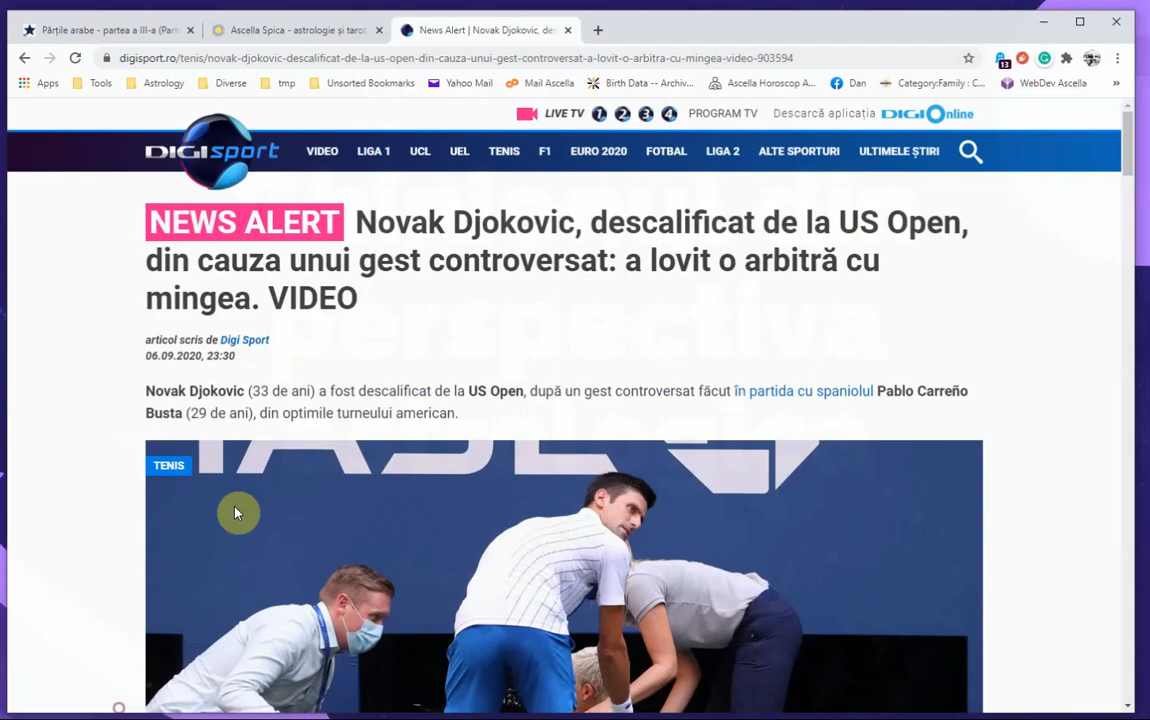 Părțile arabe - partea a III-a (Part
Ascella Spica - astrologie și tarot
News Alert | Novak Djokovic, des
digisport.ro/tenis/novak-djokovic-descalificat-de-la-us-open-din-cauza-unui-gest-controversat-a-lovit-o-arbitra-cu-mingea-video-903594
13
Apps Tools Astrology Diverse tmp Unsorted Bookmarks Yahoo Mail Mail Ascella Birth Data -- Archiv... Ascella Horoscop A... Dan Category:Family : C... WebDev Ascella »
LIVE TV 1 2 3 4 PROGRAM TV Descarcă aplicația DIGI Online
DIGI sport VIDEO LIGA 1 UCL UEL TENIS F1 EURO 2020 FOTBAL LIGA 2 ALTE SPORTURI ULTIMELE ȘTIRI
NEWS ALERT Novak Djokovic, descalificat de la US Open,
din cauza unui gest controversat: a lovit o arbitră cu
mingea. VIDEO
perspectiva
articol scris de Digi Sport
06.09.2020, 23:30
Novak Djokovic (33 de ani) a fost descalificat de la US Open, după un gest controversat făcut în partida cu spaniolul Pablo Carreño
Busta (29 de ani), din optimile turneului american.
TENIS